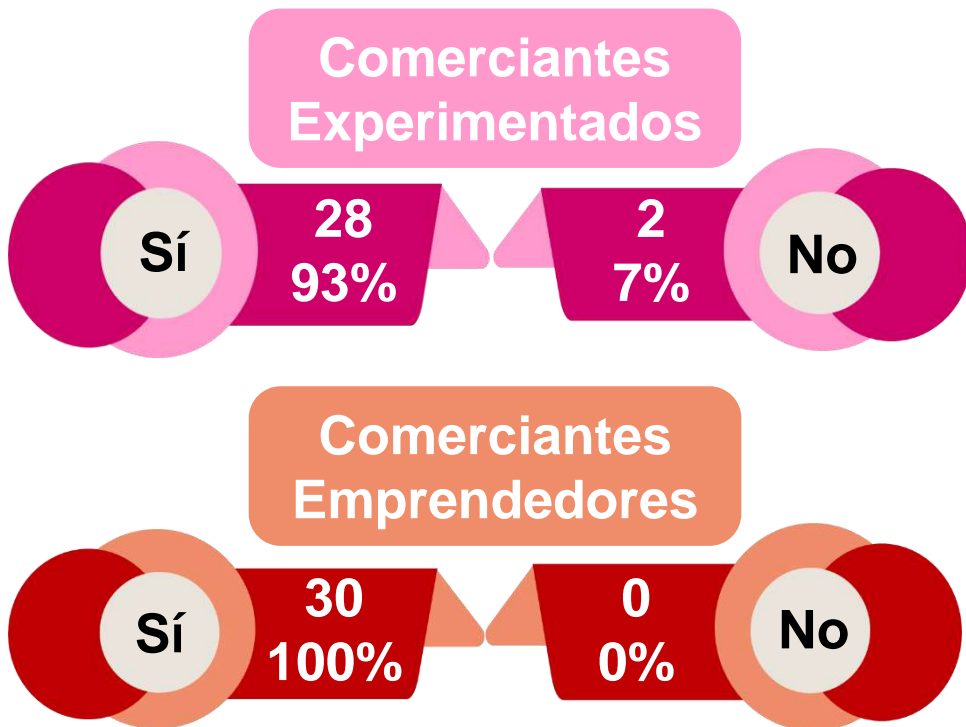 Comerciantes
Experimentados
Sí
28
93%
2
7%
No
Comerciantes
Emprendedores
Sí
30
100%
0
0%
No